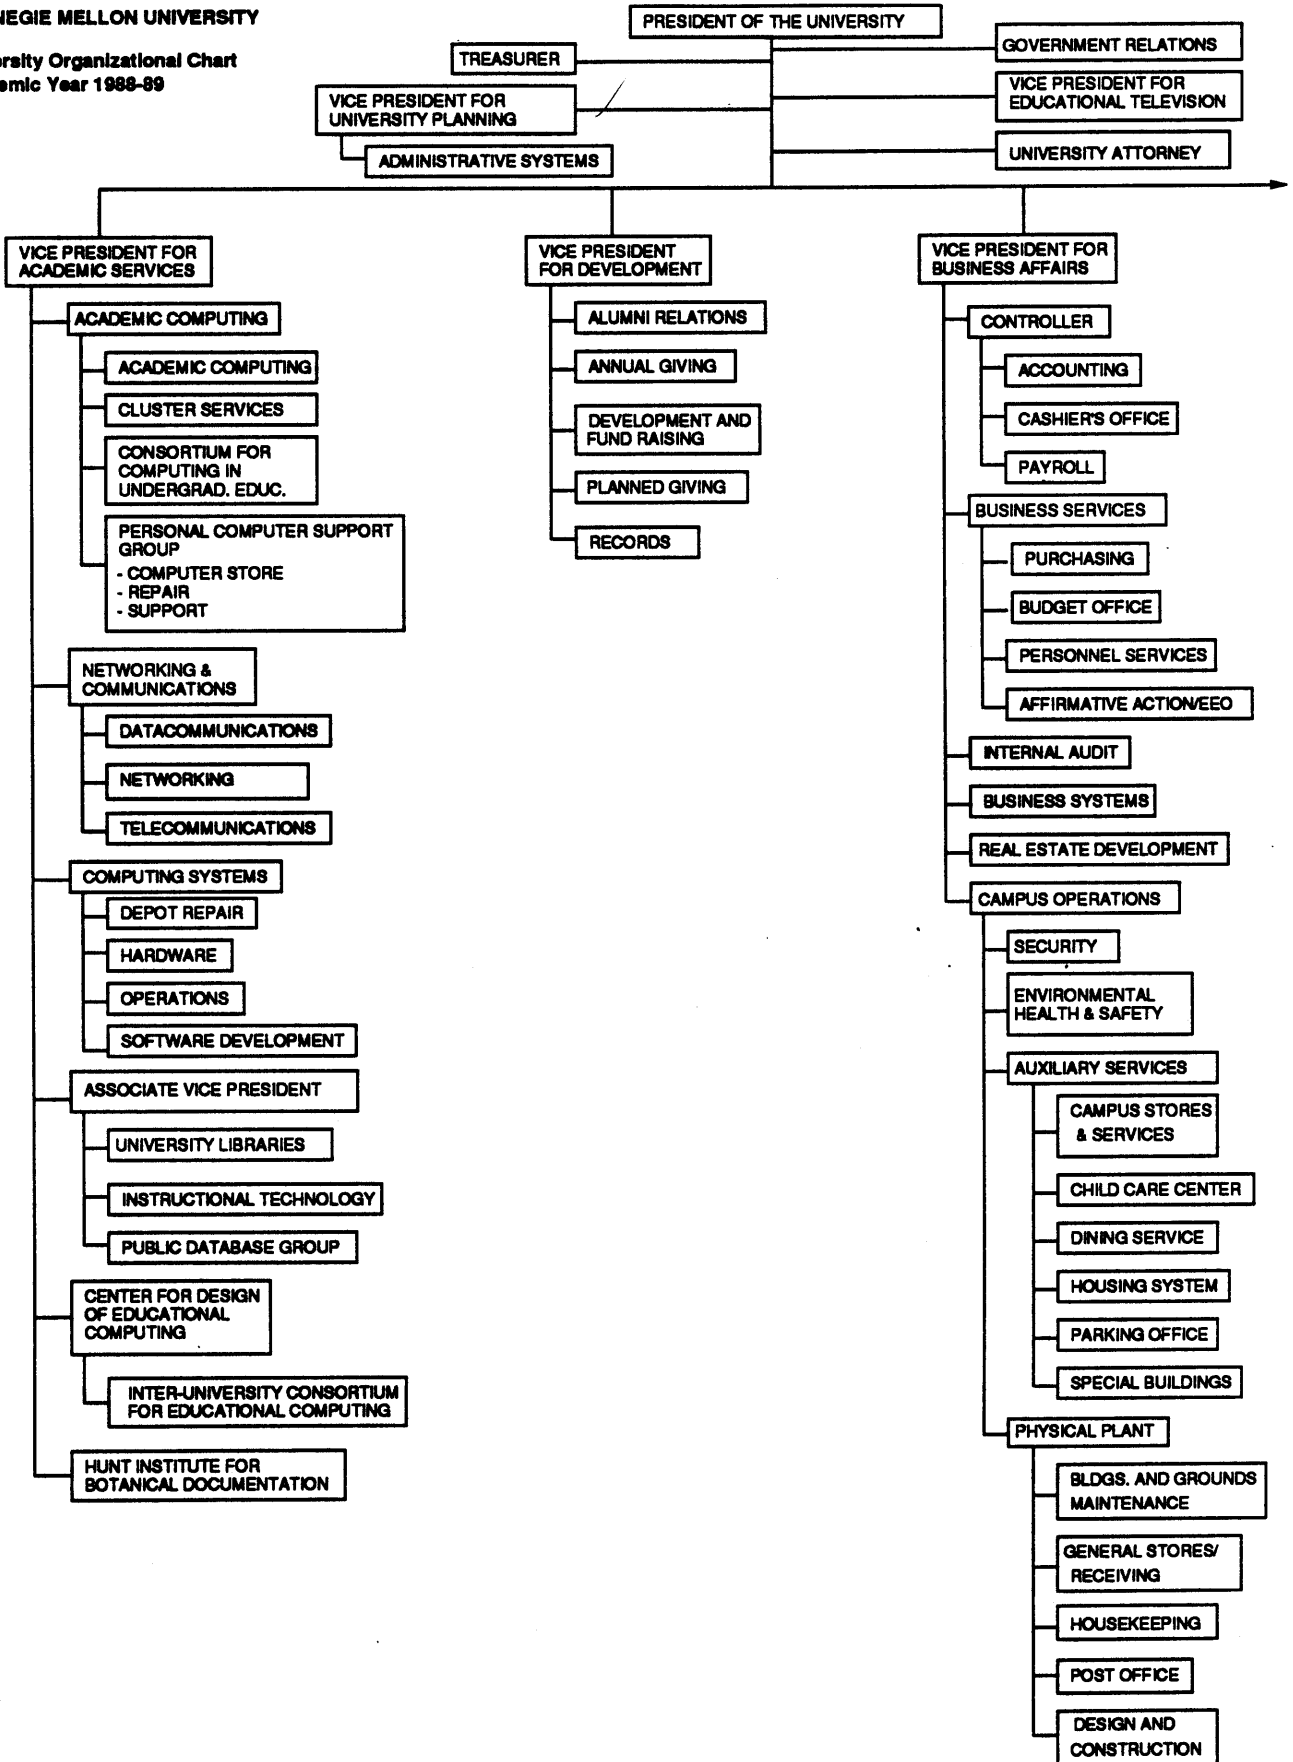 NEGIE MELLON UNIVERSITY
ersity Organizational Chart
emic Year 1988-89
PRESIDENT OF THE UNIVERSITY
TREASURER
GOVERNMENT RELATIONS
VICE PRESIDENT FOR
UNIVERSITY PLANNING
VICE PRESIDENT FOR
EDUCATIONAL TELEVISION
ADMINISTRATIVE SYSTEMS
UNIVERSITY ATTORNEY
VICE PRESIDENT FOR
ACADEMIC SERVICES
ACADEMIC COMPUTING
ACADEMIC COMPUTING
CLUSTER SERVICES
CONSORTIUM FOR
COMPUTING IN
UNDERGRAD. EDUC.
PERSONAL COMPUTER SUPPORT
GROUP
- COMPUTER STORE
- REPAIR
- SUPPORT
NETWORKING &
COMMUNICATIONS
DATACOMMUNICATIONS
NETWORKING
TELECOMMUNICATIONS
COMPUTING SYSTEMS
DEPOT REPAIR
HARDWARE
OPERATIONS
SOFTWARE DEVELOPMENT
ASSOCIATE VICE PRESIDENT
UNIVERSITY LIBRARIES
INSTRUCTIONAL TECHNOLOGY
PUBLIC DATABASE GROUP
CENTER FOR DESIGN
OF EDUCATIONAL
COMPUTING
INTER-UNIVERSITY CONSORTIUM
FOR EDUCATIONAL COMPUTING
HUNT INSTITUTE FOR
BOTANICAL DOCUMENTATION
VICE PRESIDENT
FOR DEVELOPMENT
ALUMNI RELATIONS
ANNUAL GIVING
DEVELOPMENT AND
FUND RAISING
PLANNED GIVING
RECORDS
VICE PRESIDENT FOR
BUSINESS AFFAIRS
CONTROLLER
ACCOUNTING
CASHIER'S OFFICE
PAYROLL
BUSINESS SERVICES
PURCHASING
BUDGET OFFICE
PERSONNEL SERVICES
AFFIRMATIVE ACTION/EEO
INTERNAL AUDIT
BUSINESS SYSTEMS
REAL ESTATE DEVELOPMENT
CAMPUS OPERATIONS
SECURITY
ENVIRONMENTAL
HEALTH & SAFETY
AUXILIARY SERVICES
CAMPUS STORES
& SERVICES
CHILD CARE CENTER
DINING SERVICE
HOUSING SYSTEM
PARKING OFFICE
SPECIAL BUILDINGS
PHYSICAL PLANT
BLDGS. AND GROUNDS
MAINTENANCE
GENERAL STORES/
RECEIVING
HOUSEKEEPING
POST OFFICE
DESIGN AND
CONSTRUCTION